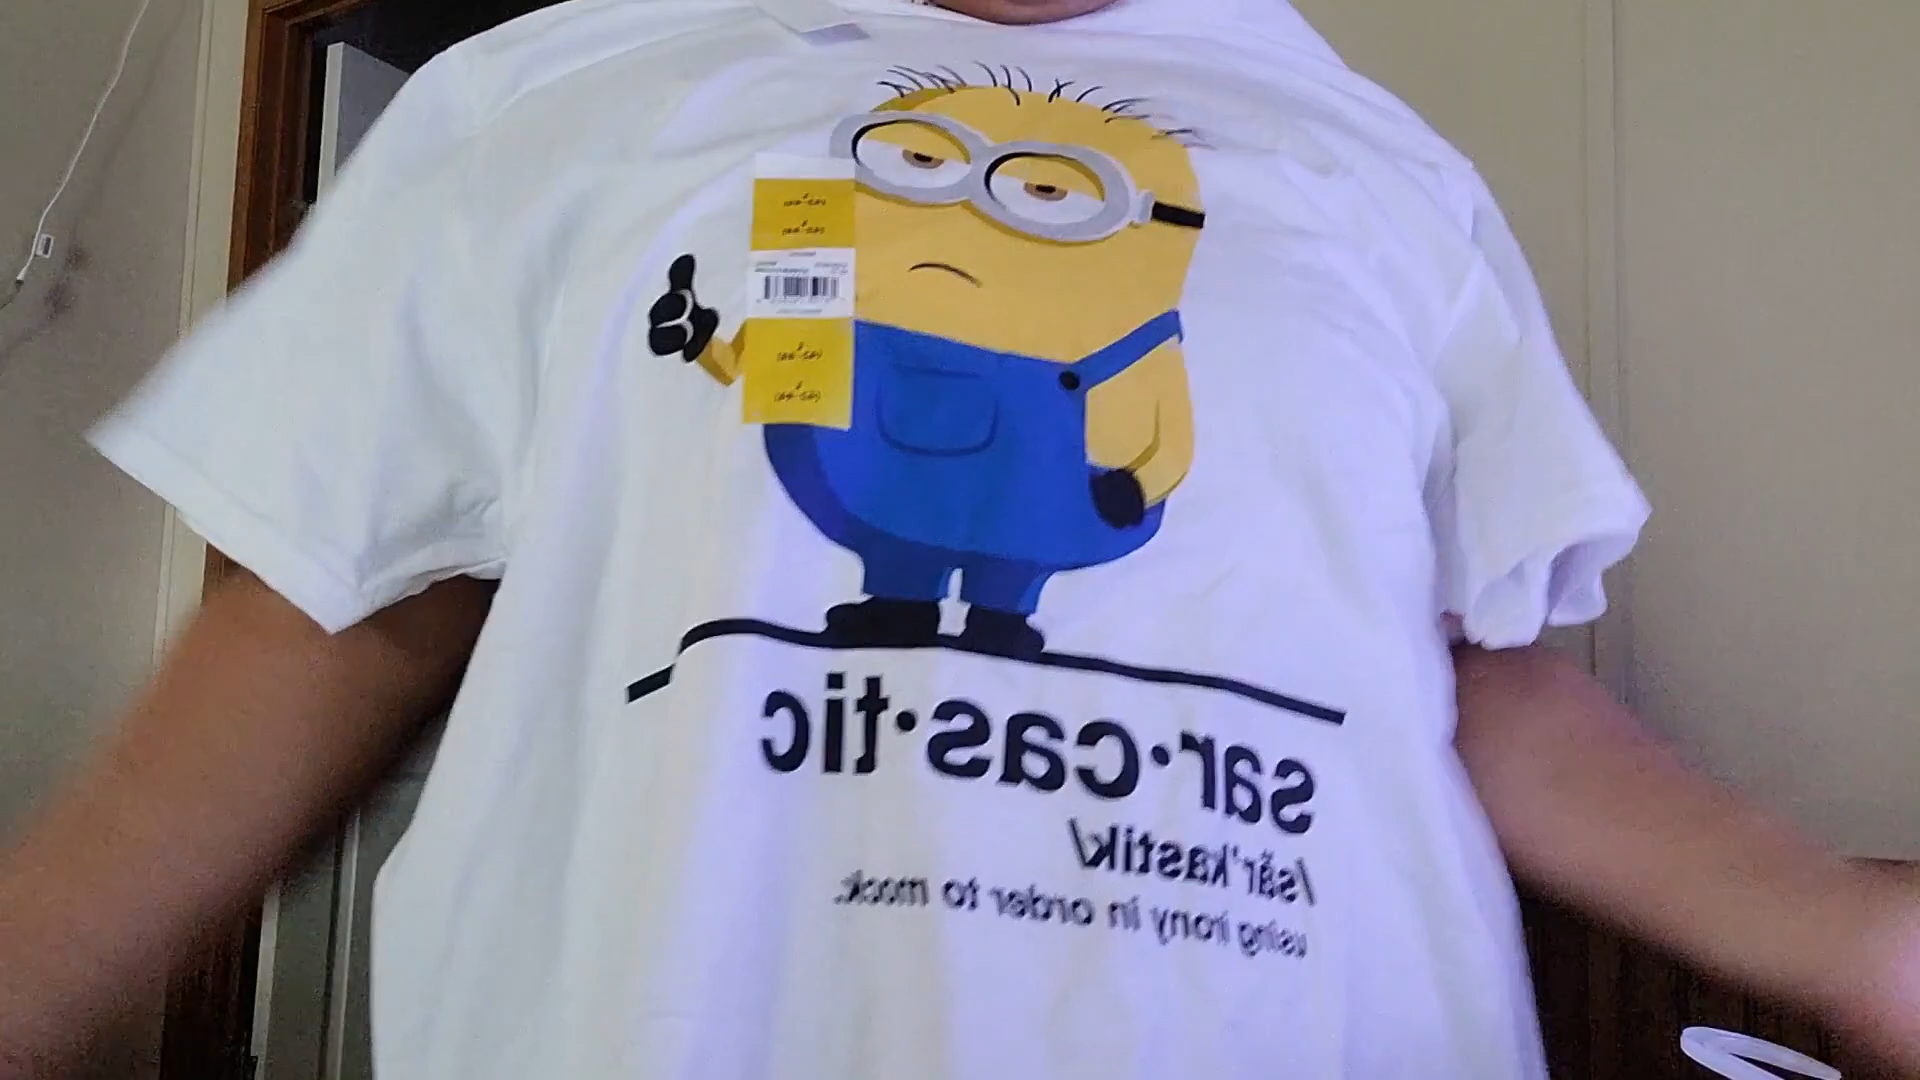 sar·cas·tic
/sär'kastik/
using irony in order to mock.